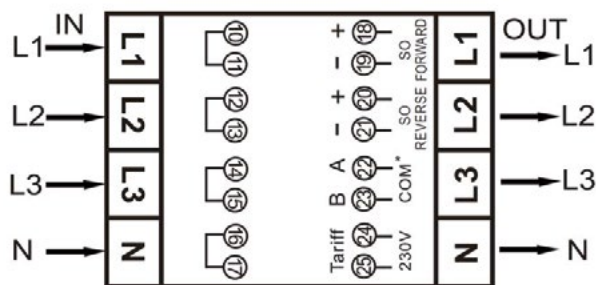 IN
OUT
L1
L1
10
11
+ 18
- 19
SO
FORWARD
L1
L1
L2
L2
12
13
+ 20
- 21
SO
REVERSE
L2
L2
L3
L3
14
15
A 22
B 23
COM*
L3
L3
N
N
16
17
Tariff
24
25
230V
N
N